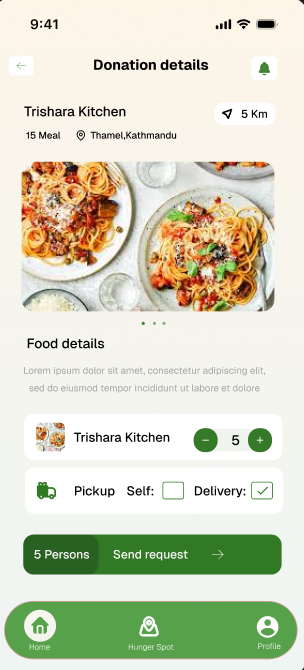 9:41
Donation details
Trishara Kitchen
5 Km
15 Meal
Thamel,Kathmandu
Food details
Lorem ipsum dolor sit amet, consectetur adipiscing elit,
sed do eiusmod tempor incididunt ut labore et dolore
Trishara Kitchen
− 5 +
Pickup Self: Delivery:
5 Persons Send request
Home Hunger Spot Profile